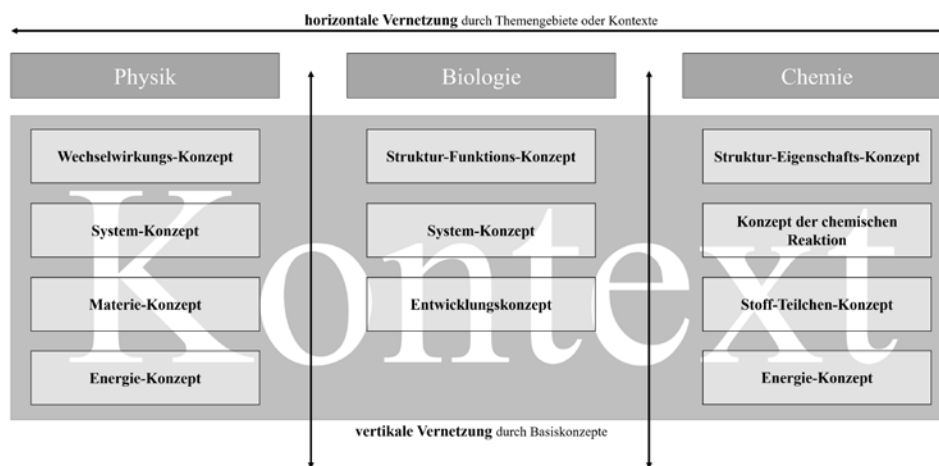 horizontale Vernetzung durch Themengebiete oder Kontexte
Physik
Biologie
Chemie
Kontext
Wechselwirkungs-Konzept
Struktur-Funktions-Konzept
Struktur-Eigenschafts-Konzept
System-Konzept
System-Konzept
Konzept der chemischen
Reaktion
Materie-Konzept
Entwicklungskonzept
Stoff-Teilchen-Konzept
Energie-Konzept
Energie-Konzept
vertikale Vernetzung durch Basiskonzepte